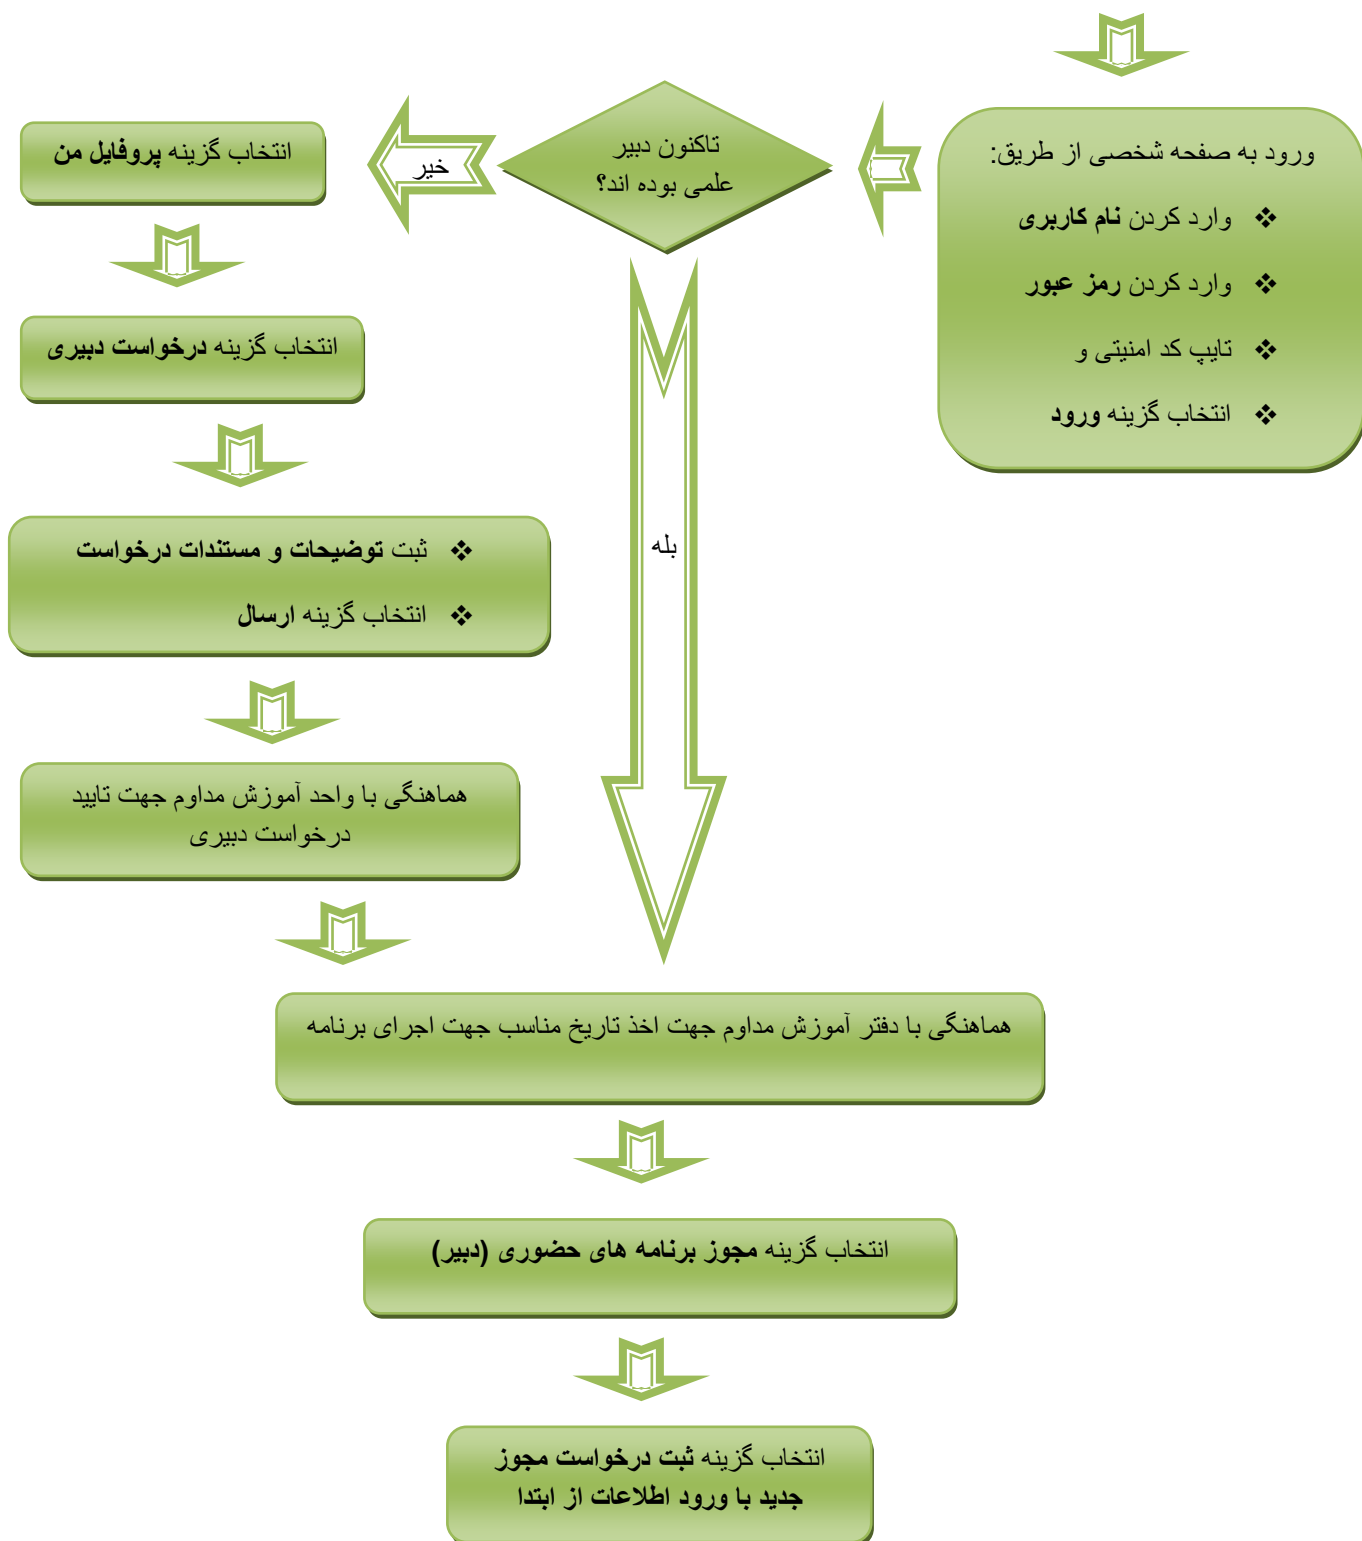 ورود به صفحه شخصی از طریق:
❖ وارد کردن نام کاربری
❖ وارد کردن رمز عبور
❖ تایپ کد امنیتی و
❖ انتخاب گزینه ورود
تاکنون دبیر
علمی بوده اند؟
خیر
انتخاب گزینه پروفایل من
انتخاب گزینه درخواست دبیری
❖ ثبت توضیحات و مستندات درخواست
❖ انتخاب گزینه ارسال
هماهنگی با واحد آموزش مداوم جهت تایید
درخواست دبیری
بله
هماهنگی با دفتر آموزش مداوم جهت اخذ تاریخ مناسب جهت اجرای برنامه
انتخاب گزینه مجوز برنامه های حضوری (دبیر)
انتخاب گزینه ثبت درخواست مجوز
جدید با ورود اطلاعات از ابتدا